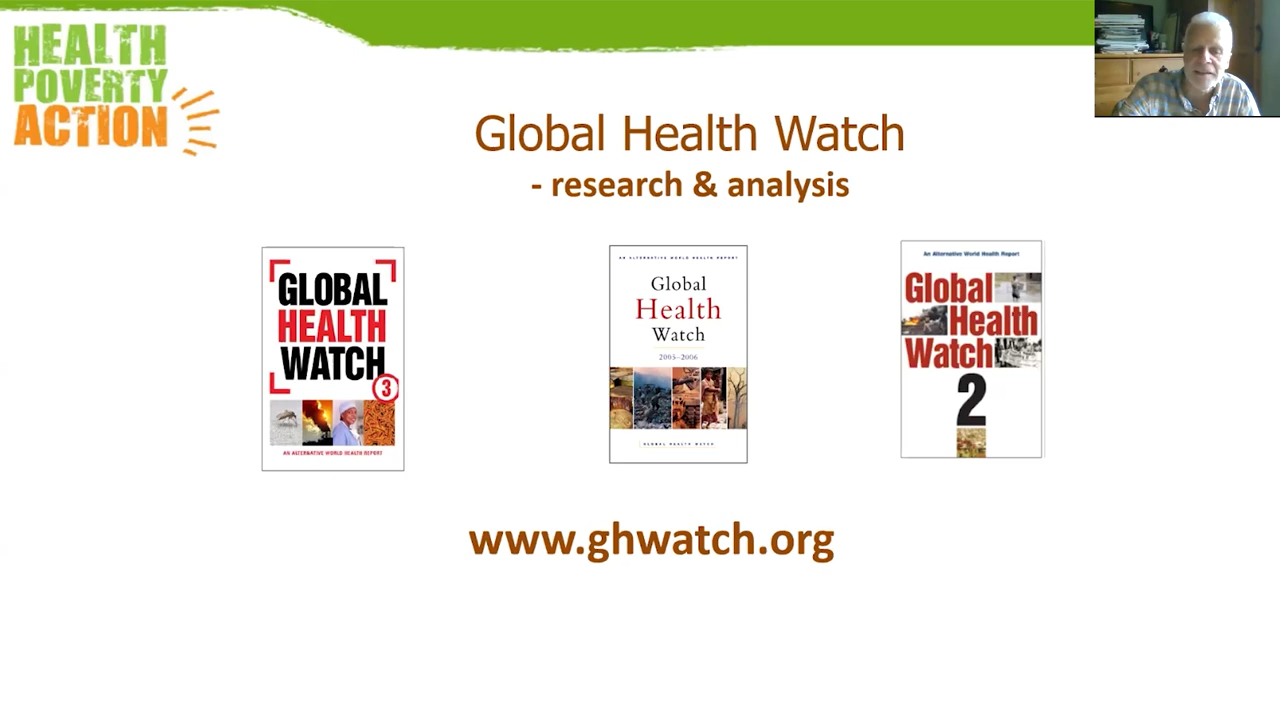 HEALTH
POVERTY
ACTION
Global Health Watch
- research & analysis
GLOBAL
HEALTH
WATCH
3
AN ALTERNATIVE WORLD HEALTH REPORT
AN ALTERNATIVE WORLD HEALTH REPORT
Global
Health
Watch
2005–2006
GLOBAL HEALTH WATCH
An Alternative World Health Report
Global
Health
Watch
2
www.ghwatch.org